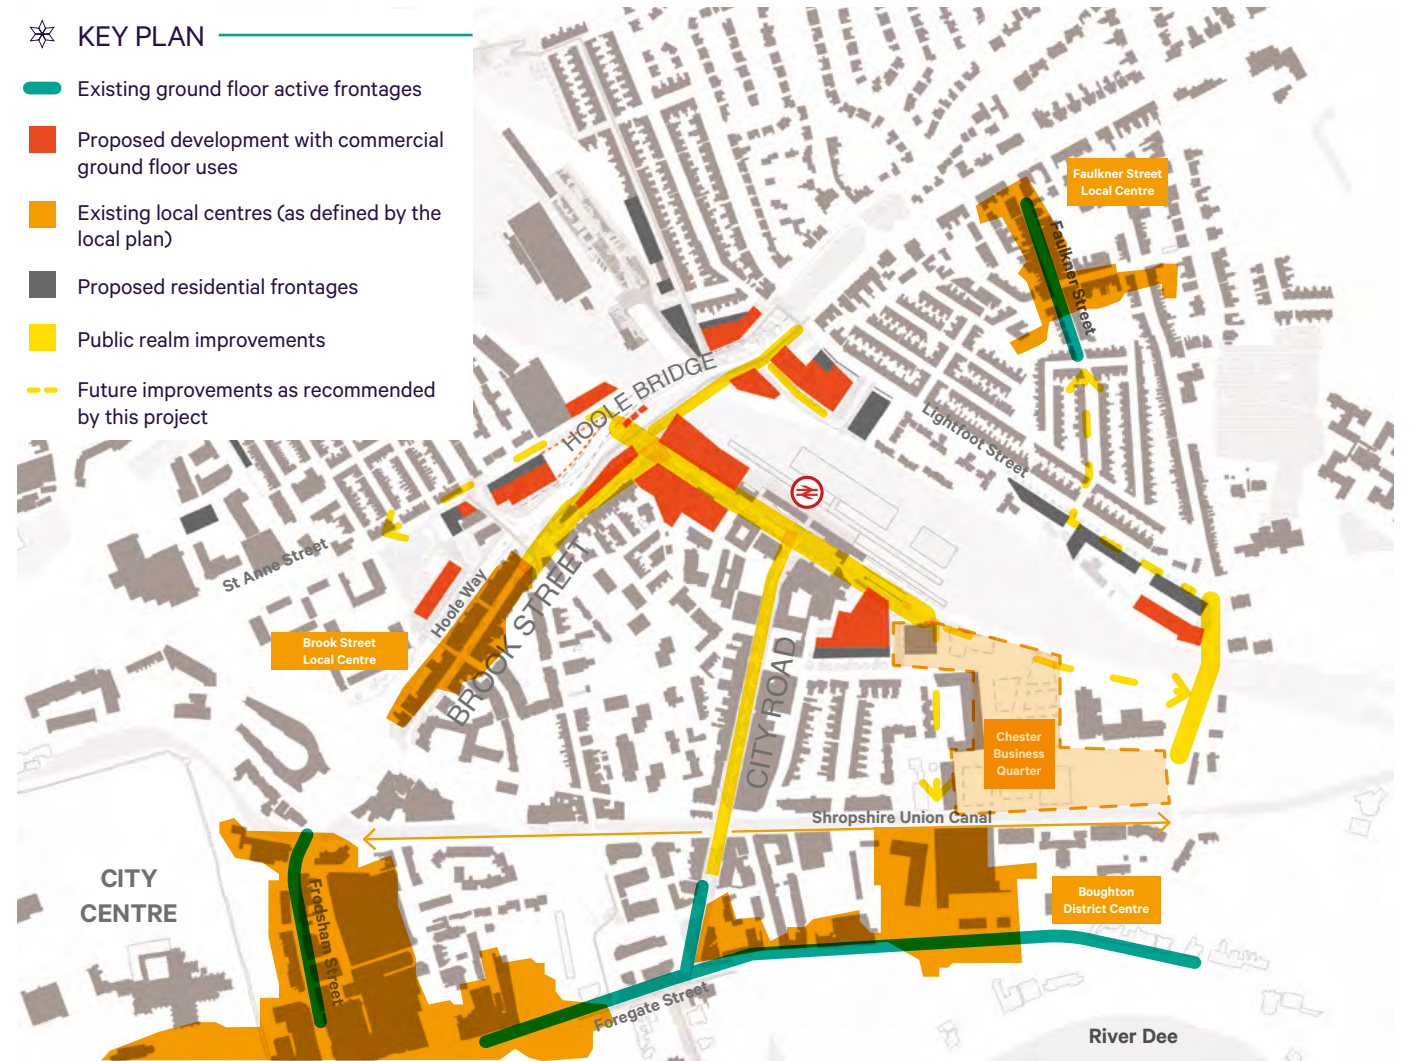 KEY PLAN
Existing ground floor active frontages
Proposed development with commercial
ground floor uses
Existing local centres (as defined by the
local plan)
Proposed residential frontages
Public realm improvements
Future improvements as recommended
by this project
Faulkner Street
Local Centre
Faulkner Street
HOOLE BRIDGE
Lightfoot Street
St Anne Street
Hoole Way
BROOK STREET
Brook Street
Local Centre
CITY ROAD
Chester
Business
Quarter
Shropshire Union Canal
CITY
CENTRE
Frodsham Street
Boughton
District Centre
Foregate Street
River Dee